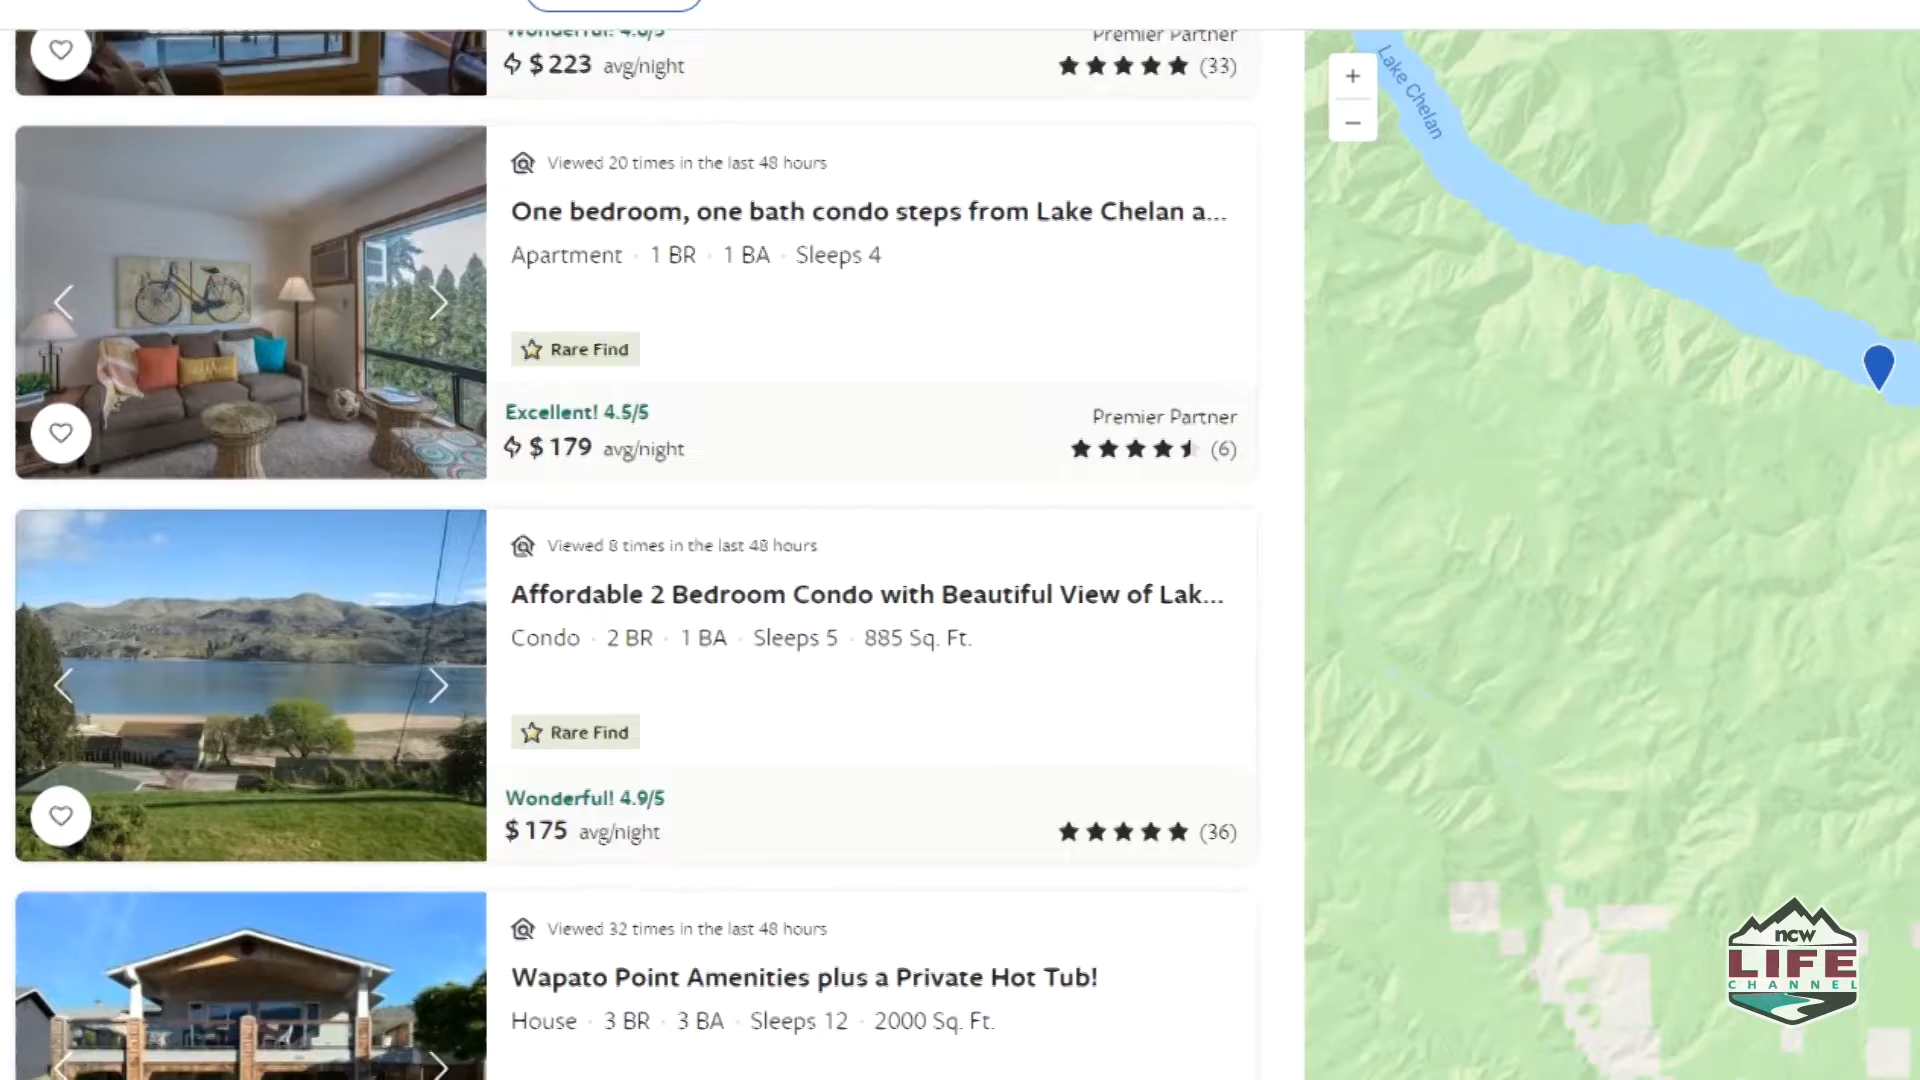 Wonderful! 4.8/5
Premier Partner
$ 223 avg/night
(33)
Lake Chelan
+
−
Viewed 20 times in the last 48 hours
One bedroom, one bath condo steps from Lake Chelan a...
Apartment · 1 BR · 1 BA · Sleeps 4
Rare Find
Excellent! 4.5/5
Premier Partner
$ 179 avg/night
(6)
Viewed 8 times in the last 48 hours
Affordable 2 Bedroom Condo with Beautiful View of Lak...
Condo · 2 BR · 1 BA · Sleeps 5 · 885 Sq. Ft.
Rare Find
Wonderful! 4.9/5
$ 175 avg/night
(36)
Viewed 32 times in the last 48 hours
Wapato Point Amenities plus a Private Hot Tub!
House · 3 BR · 3 BA · Sleeps 12 · 2000 Sq. Ft.
ncw
LIFE
CHANNEL